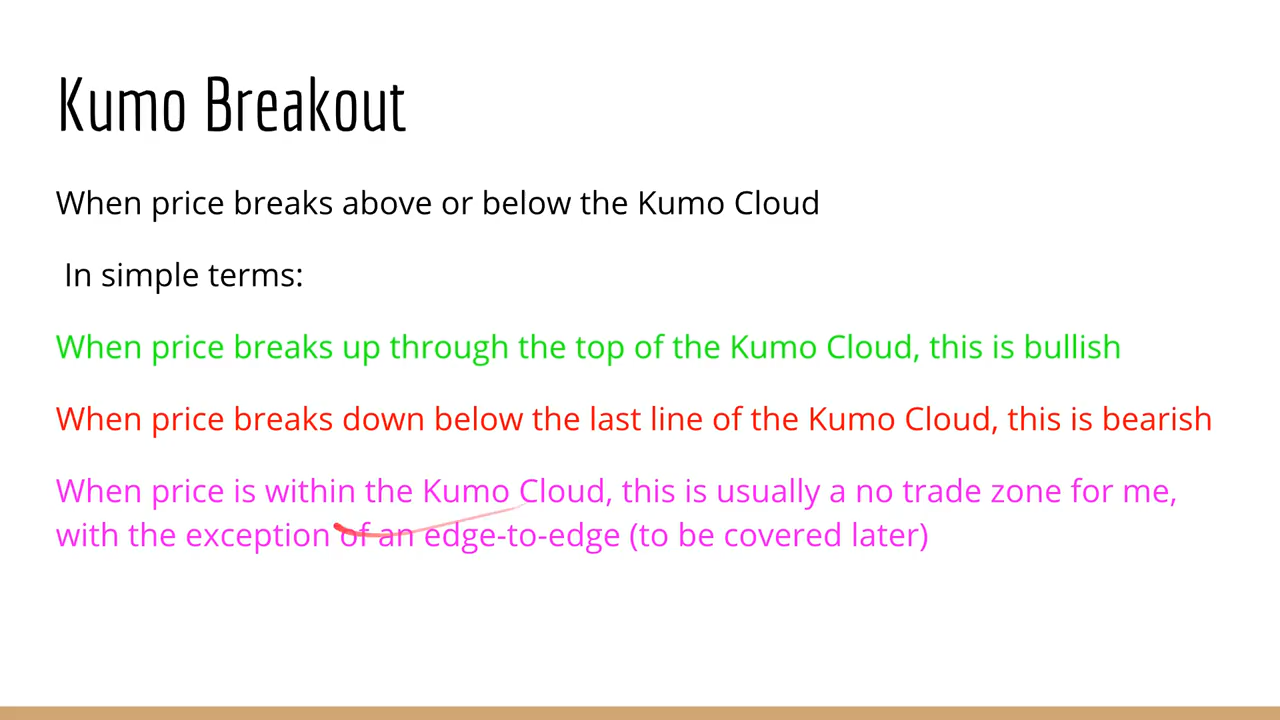 Kumo Breakout
When price breaks above or below the Kumo Cloud
In simple terms:
When price breaks up through the top of the Kumo Cloud, this is bullish
When price breaks down below the last line of the Kumo Cloud, this is bearish
When price is within the Kumo Cloud, this is usually a no trade zone for me,
with the exception of an edge-to-edge (to be covered later)